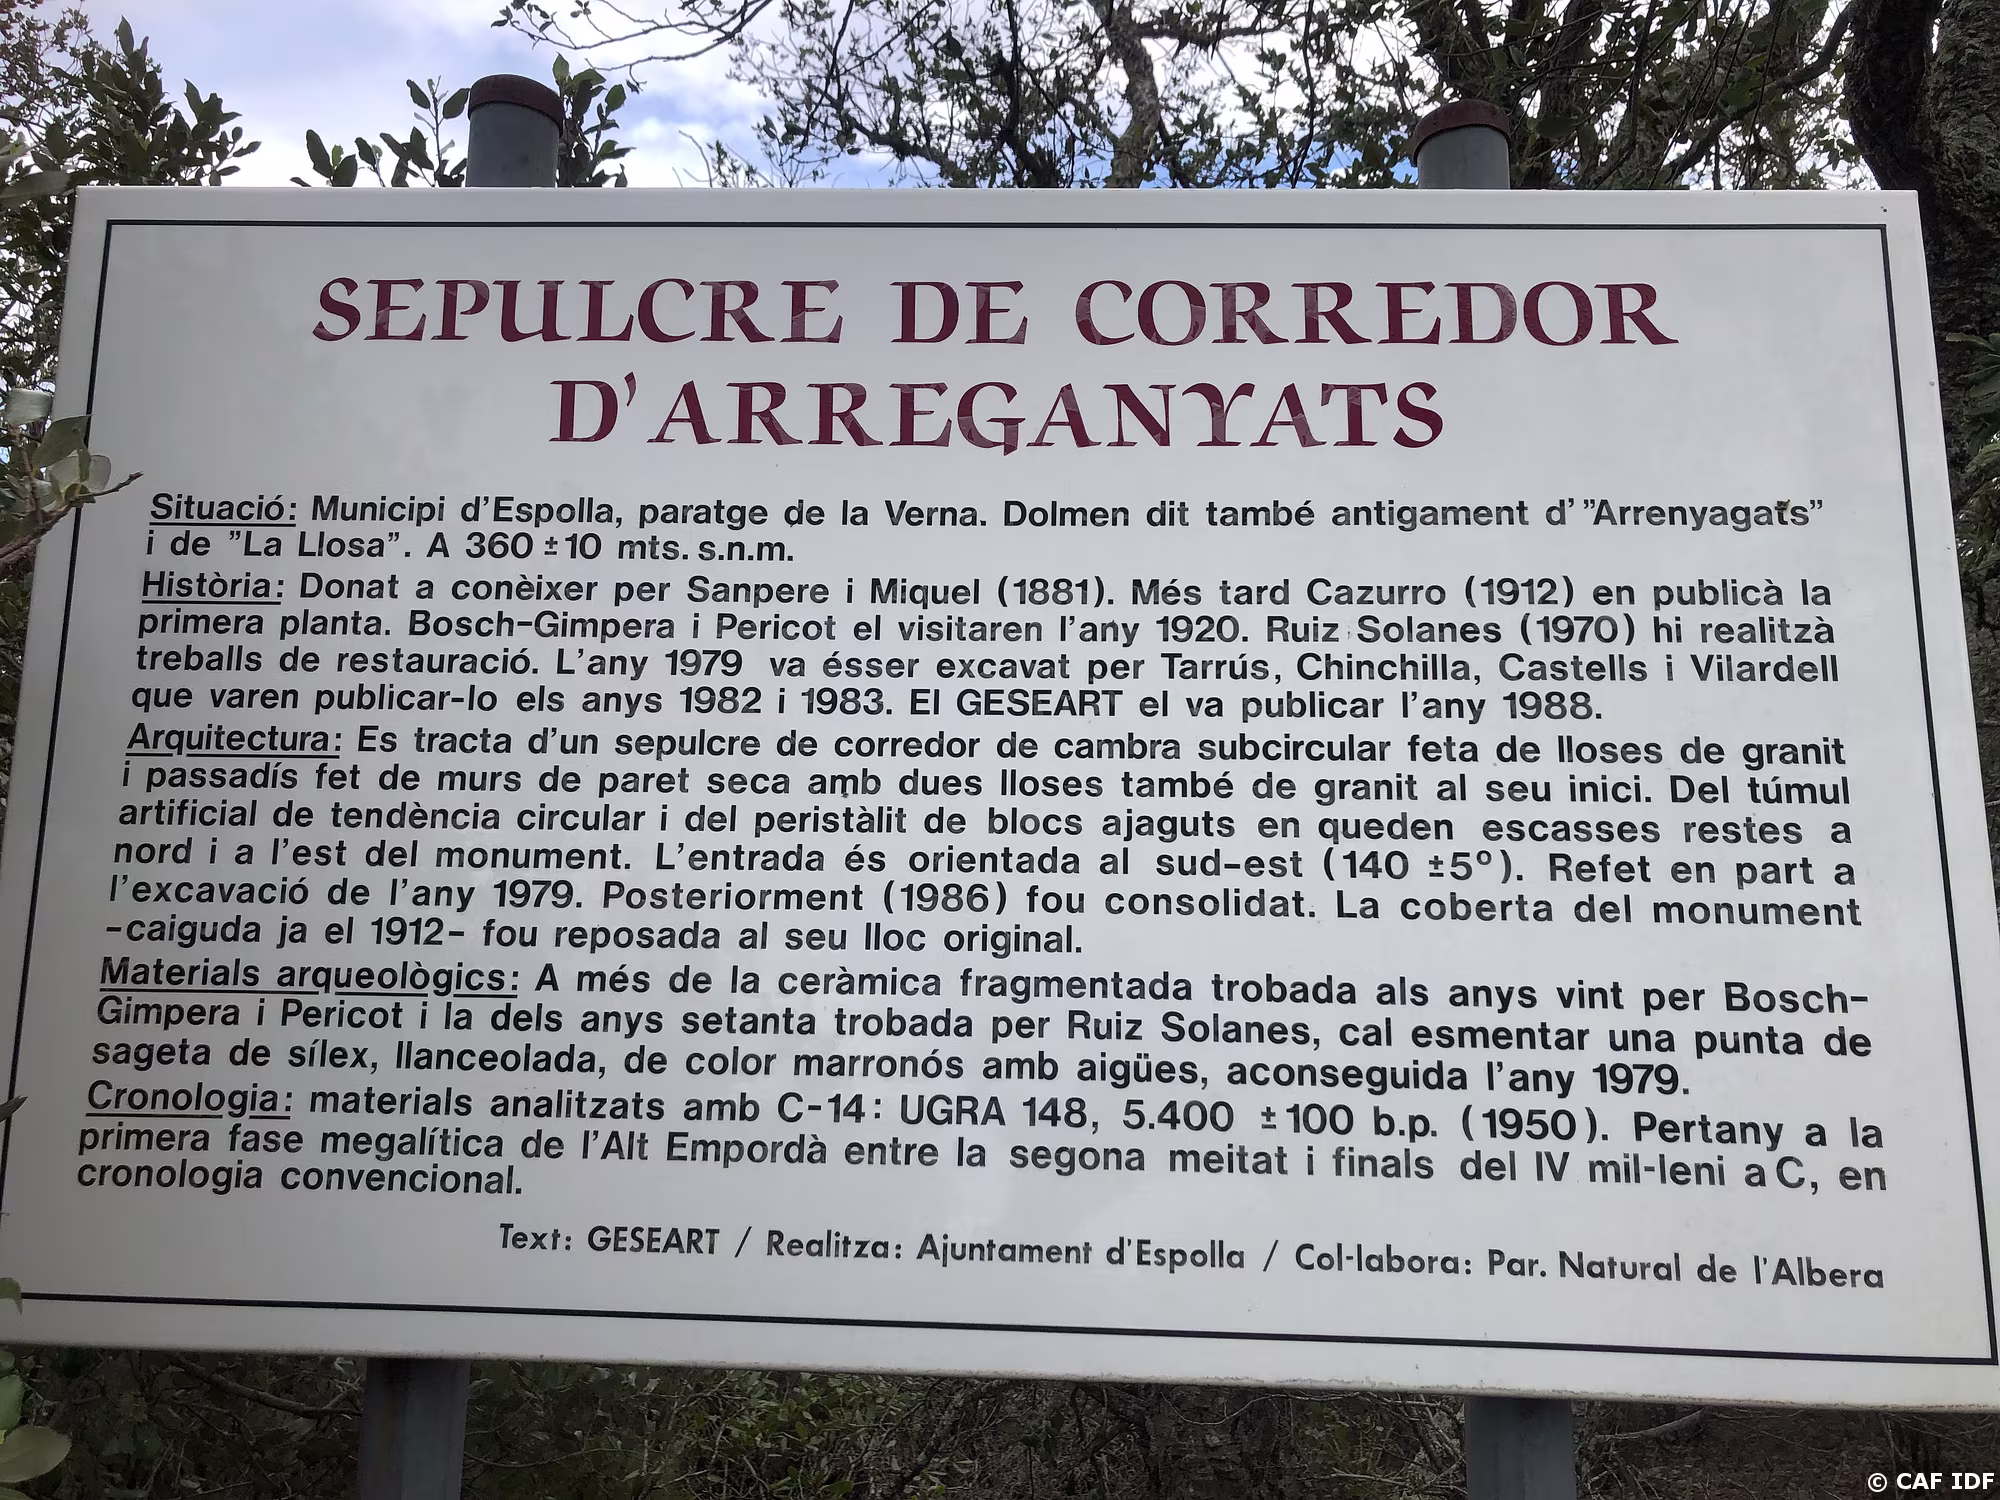 SEPULCRE DE CORREDOR
D'ARREGANYATS
Situació: Municipi d'Espolla, paratge de la Verna. Dolmen dit també antigament d' "Arrenyagats"
i de "La Llosa". A 360 ±10 mts. s.n.m.
Història: Donat a conèixer per Sanpere i Miquel (1881). Més tard Cazurro (1912) en publicà la
primera planta. Bosch-Gimpera i Pericot el visitaren l'any 1920. Ruiz Solanes (1970) hi realitzà
treballs de restauració. L'any 1979 va ésser excavat per Tarrús, Chinchilla, Castells i Vilardell
que varen publicar-lo els anys 1982 i 1983. El GESEART el va publicar l'any 1988.
Arquitectura: Es tracta d'un sepulcre de corredor de cambra subcircular feta de lloses de granit
i passadís fet de murs de paret seca amb dues lloses també de granit al seu inici. Del túmul
artificial de tendència circular i del peristàlit de blocs ajaguts en queden escasses restes a
nord i a l'est del monument. L'entrada és orientada al sud-est (140 ±5º). Refet en part a
l'excavació de l'any 1979. Posteriorment (1986) fou consolidat. La coberta del monument
-caiguda ja el 1912- fou reposada al seu lloc original.
Materials arqueològics: A més de la ceràmica fragmentada trobada als anys vint per Bosch-
Gimpera i Pericot i la dels anys setanta trobada per Ruiz Solanes, cal esmentar una punta de
sageta de sílex, llanceolada, de color marronós amb aigües, aconseguida l'any 1979.
Cronologia: materials analitzats amb C-14: UGRA 148, 5.400 ±100 b.p. (1950). Pertany a la
primera fase megalítica de l'Alt Empordà entre la segona meitat i finals del IV mil-leni a C, en
cronologia convencional.
Text: GESEART / Realitza: Ajuntament d'Espolla / Col·labora: Par. Natural de l'Albera
© CAF IDF